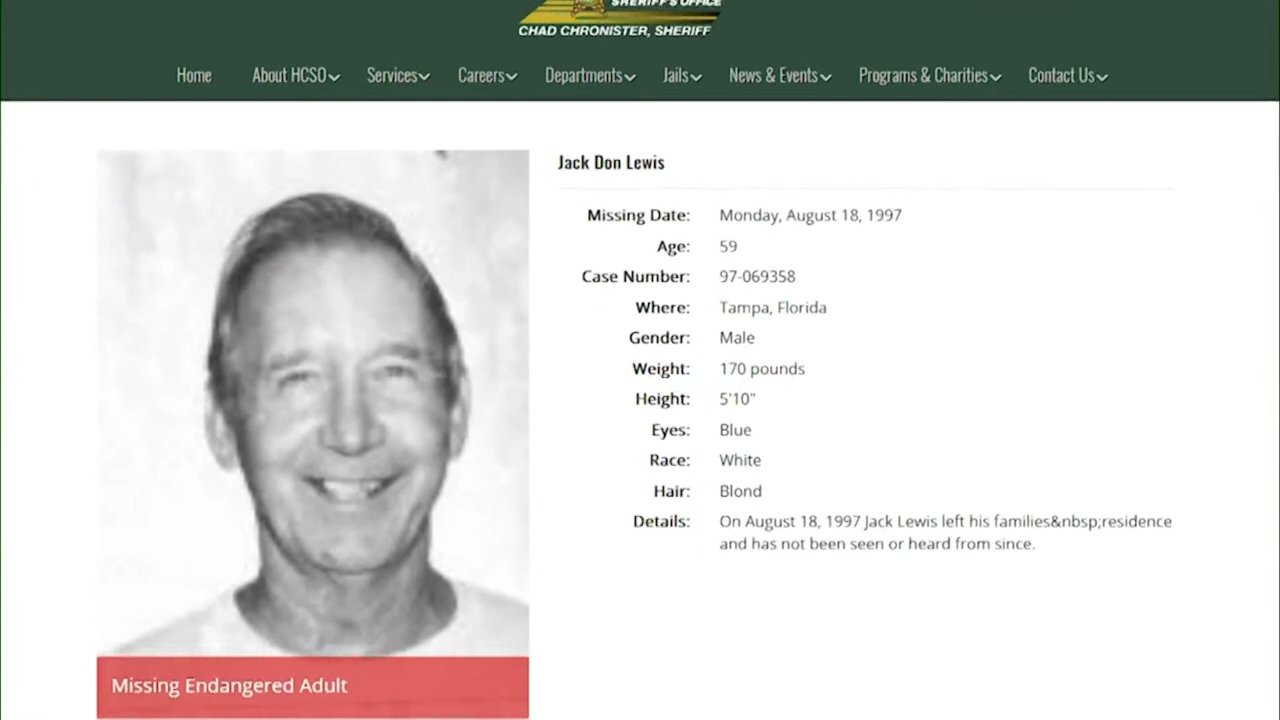 SHERIFF'S OFFICE
CHAD CHRONISTER, SHERIFF
Home About HCSO Services Careers Departments Jails News & Events Programs & Charities Contact Us
Jack Don Lewis
Missing Date: Monday, August 18, 1997
Age: 59
Case Number: 97-069358
Where: Tampa, Florida
Gender: Male
Weight: 170 pounds
Height: 5'10"
Eyes: Blue
Race: White
Hair: Blond
Details: On August 18, 1997 Jack Lewis left his families&nbsp;residence
and has not been seen or heard from since.
Missing Endangered Adult